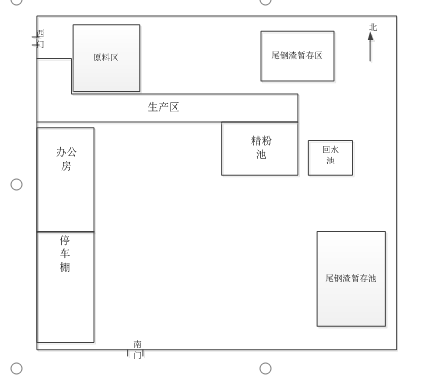 西
门
原料区
尾钢渣暂存区
北
生产区
办公
房
精粉
池
回水
池
停
车
棚
尾钢渣暂存池
南
门